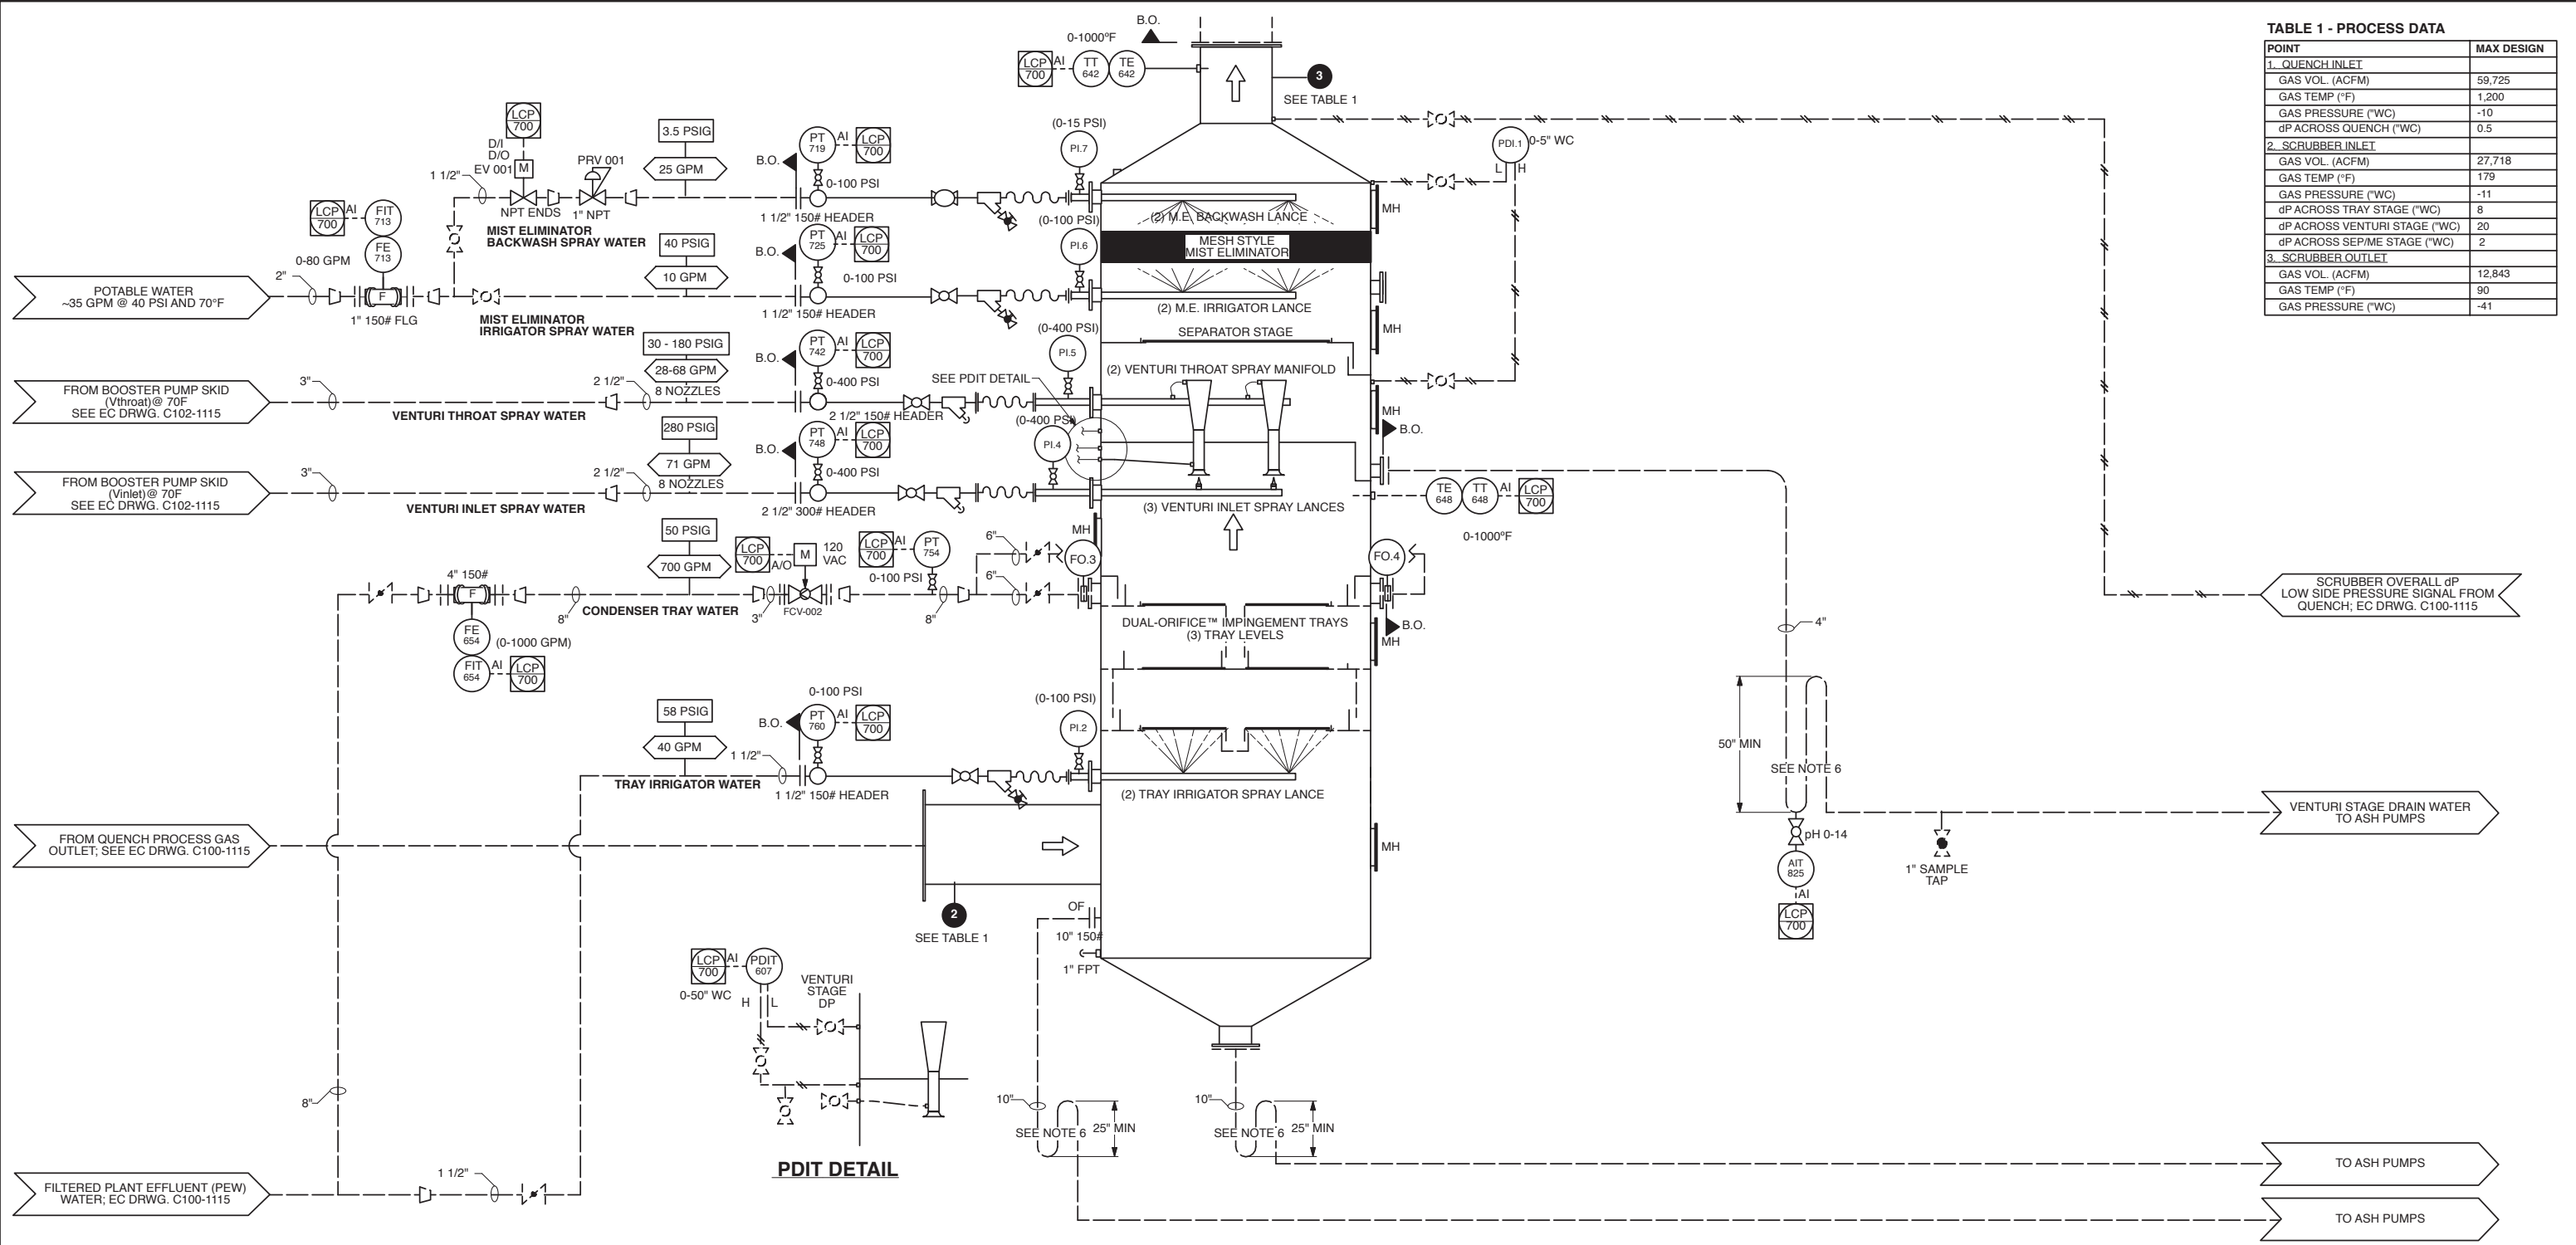 B.O.
0-1000°F
LCP
700
AI
TT
642
TE
642
3
SEE TABLE 1
TABLE 1 - PROCESS DATA
POINT MAX DESIGN
1. QUENCH INLET
GAS VOL. (ACFM) 59,725
GAS TEMP (°F) 1,200
GAS PRESSURE ("WC) -10
dP ACROSS QUENCH ("WC) 0.5
2. SCRUBBER INLET
GAS VOL. (ACFM) 27,718
GAS TEMP (°F) 179
GAS PRESSURE ("WC) -11
dP ACROSS TRAY STAGE ("WC) 8
dP ACROSS VENTURI STAGE ("WC) 20
dP ACROSS SEP/ME STAGE ("WC) 2
3. SCRUBBER OUTLET
GAS VOL. (ACFM) 12,843
GAS TEMP (°F) 90
GAS PRESSURE ("WC) -41
LCP
700
D/I
D/O
EV 001
M
PRV 001
1 1/2"
NPT ENDS
1" NPT
MIST ELIMINATOR
BACKWASH SPRAY WATER
3.5 PSIG
25 GPM
B.O.
PT
719
AI
LCP
700
0-100 PSI
1 1/2" 150# HEADER
(0-15 PSI)
PI.7
(2) M.E. BACKWASH LANCE
MH
PDI.1
0-5" WC
L
H
LCP
700
AI
FIT
713
FE
713
0-80 GPM
2"
F
1" 150# FLG
POTABLE WATER
~35 GPM @ 40 PSI AND 70°F
MIST ELIMINATOR
IRRIGATOR SPRAY WATER
40 PSIG
10 GPM
B.O.
PT
725
AI
LCP
700
0-100 PSI
1 1/2" 150# HEADER
(0-100 PSI)
PI.6
MESH STYLE
MIST ELIMINATOR
(2) M.E. IRRIGATOR LANCE
MH
SEPARATOR STAGE
FROM BOOSTER PUMP SKID
(Vthroat)@ 70F
SEE EC DRWG. C102-1115
3"
VENTURI THROAT SPRAY WATER
2 1/2"
30 - 180 PSIG
28-68 GPM
8 NOZZLES
B.O.
PT
742
AI
LCP
700
0-400 PSI
2 1/2" 150# HEADER
SEE PDIT DETAIL
(0-400 PSI)
PI.5
(2) VENTURI THROAT SPRAY MANIFOLD
MH
B.O.
FROM BOOSTER PUMP SKID
(Vinlet)@ 70F
SEE EC DRWG. C102-1115
3"
VENTURI INLET SPRAY WATER
2 1/2"
280 PSIG
71 GPM
8 NOZZLES
B.O.
PT
748
AI
LCP
700
0-400 PSI
2 1/2" 300# HEADER
(0-400 PSI)
PI.4
(3) VENTURI INLET SPRAY LANCES
TE
648
TT
648
AI
LCP
700
0-1000°F
4" 150#
F
8"
FE
654
(0-1000 GPM)
FIT
654
AI
LCP
700
CONDENSER TRAY WATER
50 PSIG
700 GPM
LCP
700
A/O
M
120
VAC
3"
FCV-002
LCP
700
AI
PT
754
0-100 PSI
8"
6"
6"
MH
FO.3
FO.4
DUAL-ORIFICE™ IMPINGEMENT TRAYS
(3) TRAY LEVELS
B.O.
MH
SCRUBBER OVERALL dP
LOW SIDE PRESSURE SIGNAL FROM
QUENCH; EC DRWG. C100-1115
4"
50" MIN
SEE NOTE 6
pH 0-14
AIT
825
AI
LCP
700
1" SAMPLE
TAP
VENTURI STAGE DRAIN WATER
TO ASH PUMPS
58 PSIG
40 GPM
TRAY IRRIGATOR WATER
1 1/2"
B.O.
0-100 PSI
PT
760
AI
LCP
700
1 1/2" 150# HEADER
(0-100 PSI)
PI.2
(2) TRAY IRRIGATOR SPRAY LANCE
MH
FROM QUENCH PROCESS GAS
OUTLET; SEE EC DRWG. C100-1115
2
SEE TABLE 1
OF
10" 150#
1" FPT
LCP
700
AI
PDIT
607
0-50" WC
H
L
VENTURI
STAGE
DP
PDIT DETAIL
10"
SEE NOTE 6
25" MIN
10"
SEE NOTE 6
25" MIN
8"
FILTERED PLANT EFFLUENT (PEW)
WATER; EC DRWG. C100-1115
1 1/2"
TO ASH PUMPS
TO ASH PUMPS